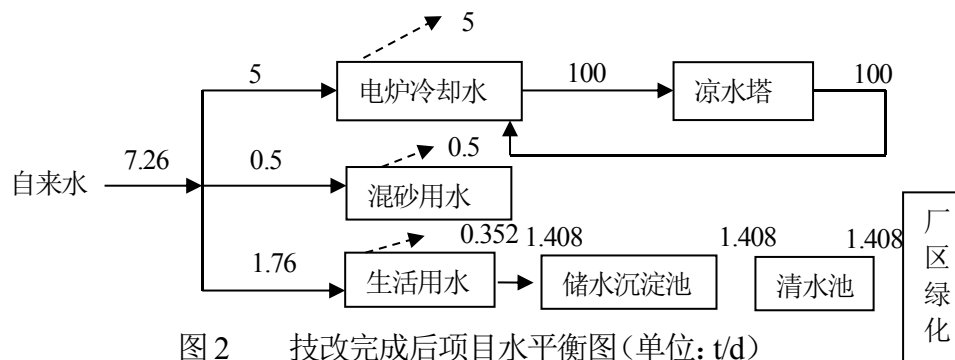 5
5
电炉冷却水
100
凉水塔
100
自来水
7.26
0.5
0.5
混砂用水
1.76
0.352
生活用水
1.408
储水沉淀池
1.408
清水池
1.408
厂区绿化
图2 技改完成后项目水平衡图(单位: t/d)